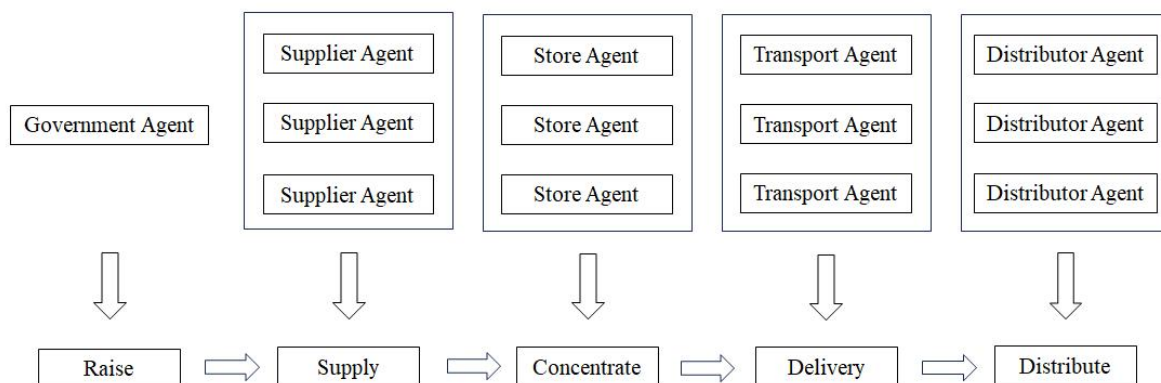 Government Agent
Supplier Agent
Supplier Agent
Supplier Agent
Store Agent
Store Agent
Store Agent
Transport Agent
Transport Agent
Transport Agent
Distributor Agent
Distributor Agent
Distributor Agent
Raise
Supply
Concentrate
Delivery
Distribute